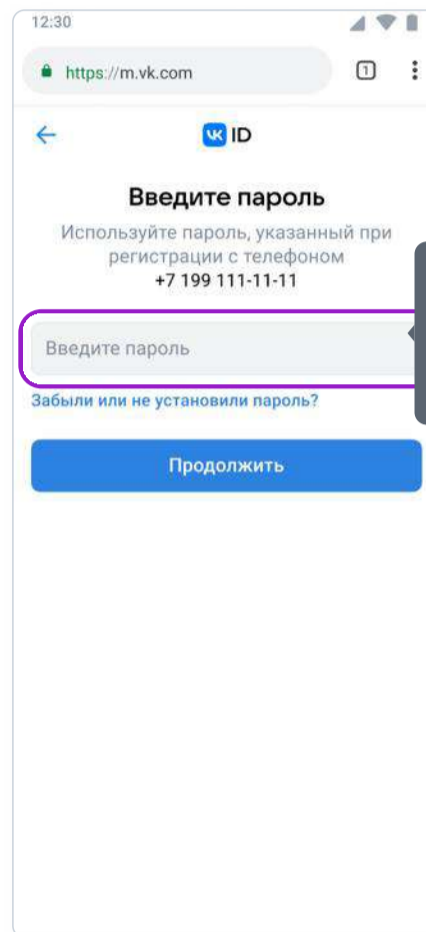 12:30
https://m.vk.com
1
VK ID
Введите пароль
Используйте пароль, указанный при
регистрации с телефоном
+7 199 111-11-11
Введите пароль
Забыли или не установили пароль?
Продолжить